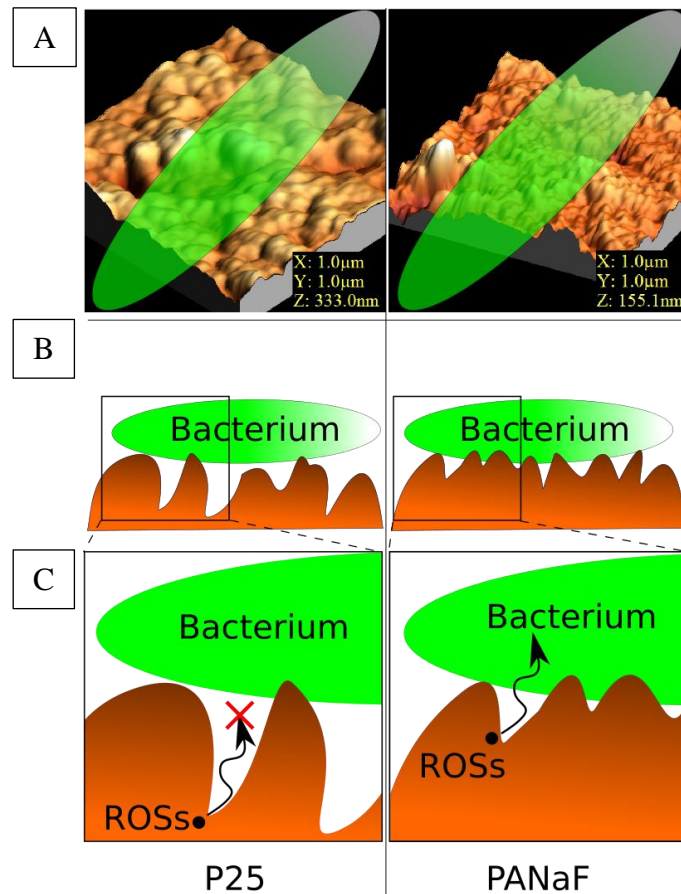 A
X: 1.0µm
Y: 1.0µm
Z: 333.0nm
X: 1.0µm
Y: 1.0µm
Z: 155.1nm
B
Bacterium
Bacterium
C
Bacterium
ROSs
Bacterium
ROSs
P25
PANaF